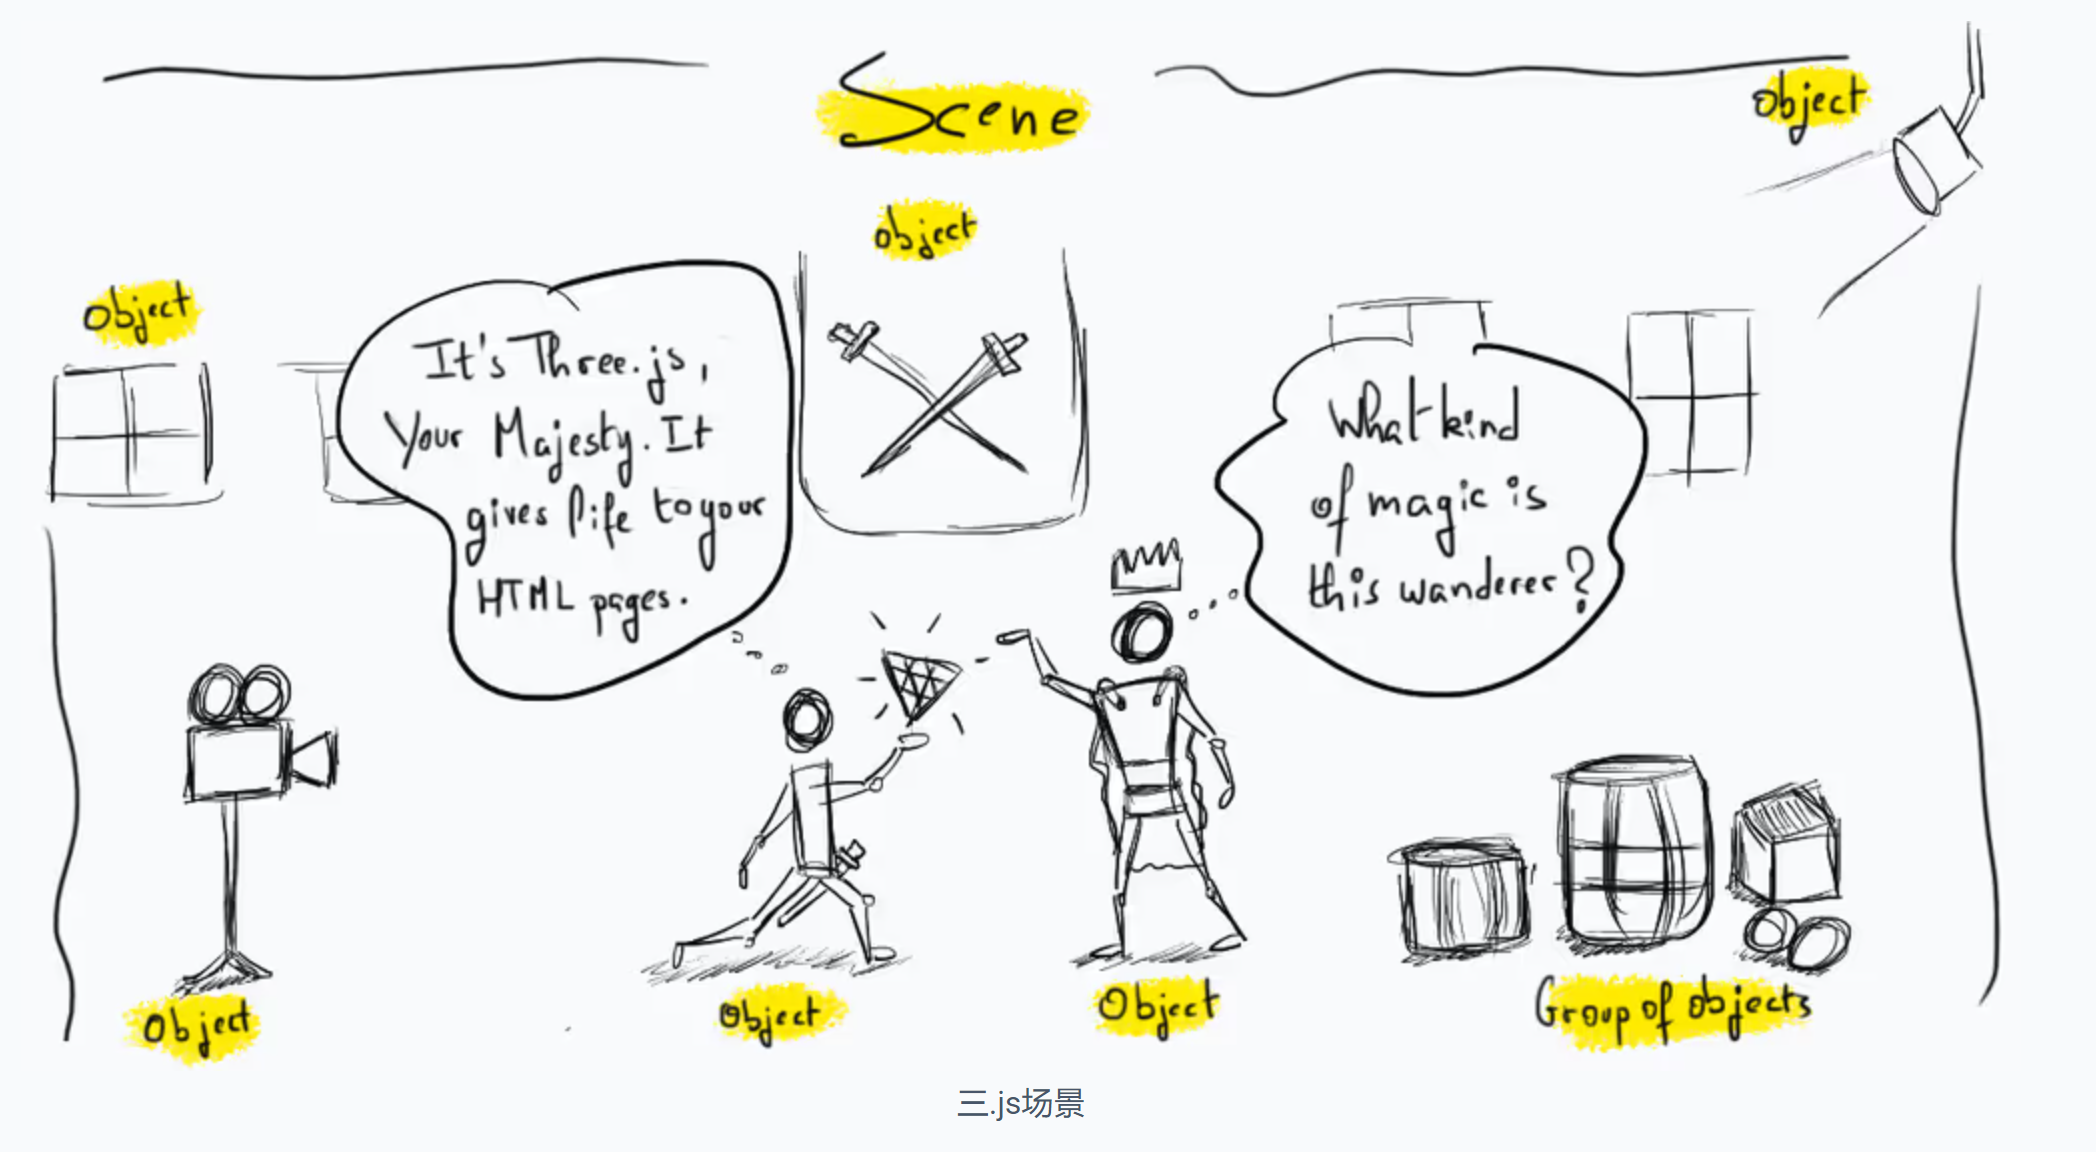 Scene
Object
object
Object
It's Three.js,
Your Majesty. It
gives life to your
HTML pages.
What kind
of magic is
this wanderer?
Object
Object
Object
Group of objects
三.js场景